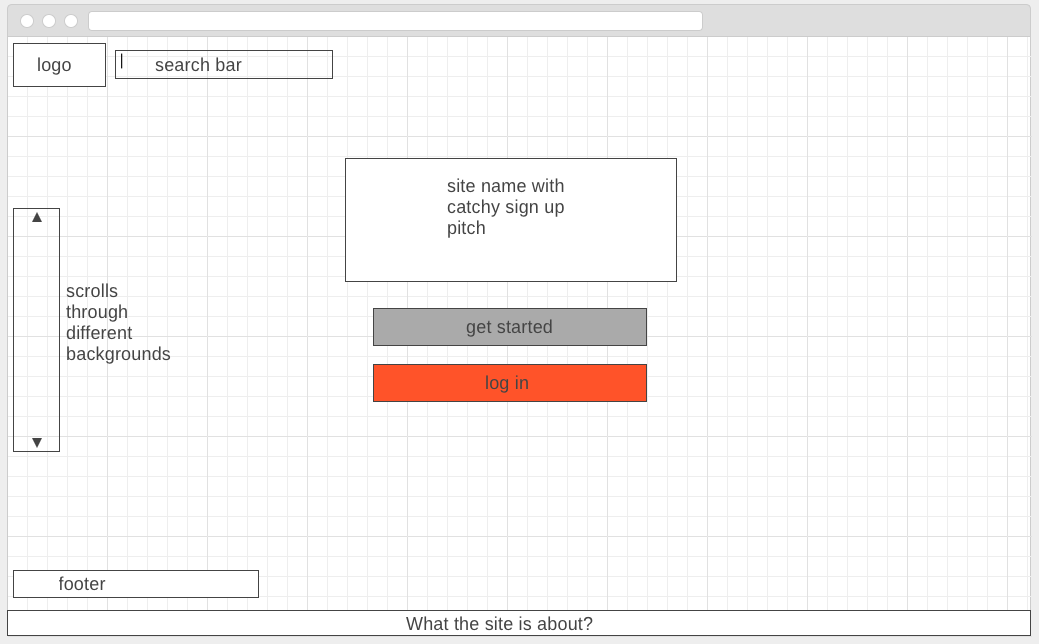 logo
search bar
site name with
catchy sign up
pitch
get started
log in
scrolls
through
different
backgrounds
footer
What the site is about?